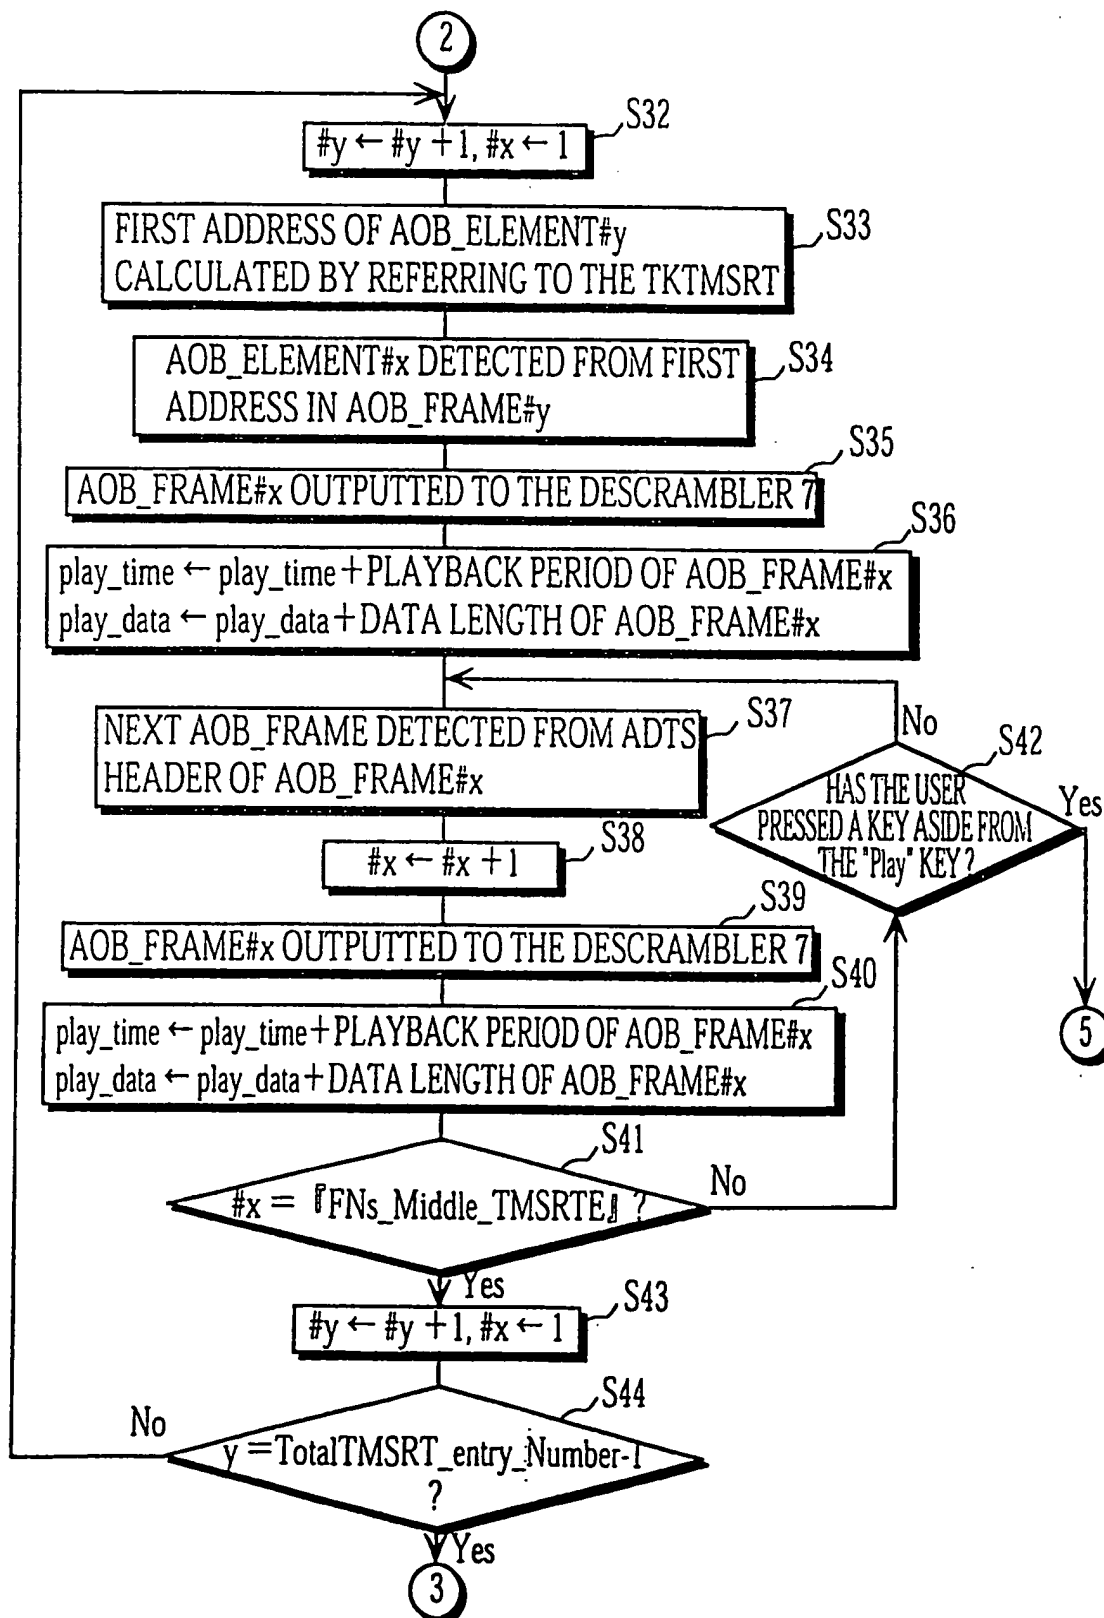 2
S32
#y ← #y + 1, #x ← 1
S33
FIRST ADDRESS OF AOB_ELEMENT#y
CALCULATED BY REFERRING TO THE TKTMSRT
S34
AOB_ELEMENT#x DETECTED FROM FIRST
ADDRESS IN AOB_FRAME#y
S35
AOB_FRAME#x OUTPUTTED TO THE DESCRAMBLER 7
S36
play_time ← play_time+PLAYBACK PERIOD OF AOB_FRAME#x
play_data ← play_data+DATA LENGTH OF AOB_FRAME#x
S37
NEXT AOB_FRAME DETECTED FROM ADTS
HEADER OF AOB_FRAME#x
No
S42
HAS THE USER
PRESSED A KEY ASIDE FROM
THE "Play" KEY ?
Yes
S38
#x ← #x + 1
S39
AOB_FRAME#x OUTPUTTED TO THE DESCRAMBLER 7
S40
play_time ← play_time+PLAYBACK PERIOD OF AOB_FRAME#x
play_data ← play_data+DATA LENGTH OF AOB_FRAME#x
5
S41
#x = 『FNs_Middle_TMSRTE』 ?
No
Yes
S43
#y ← #y + 1, #x ← 1
S44
No
y =TotalTMSRT_entry_Number-1
?
Yes
3